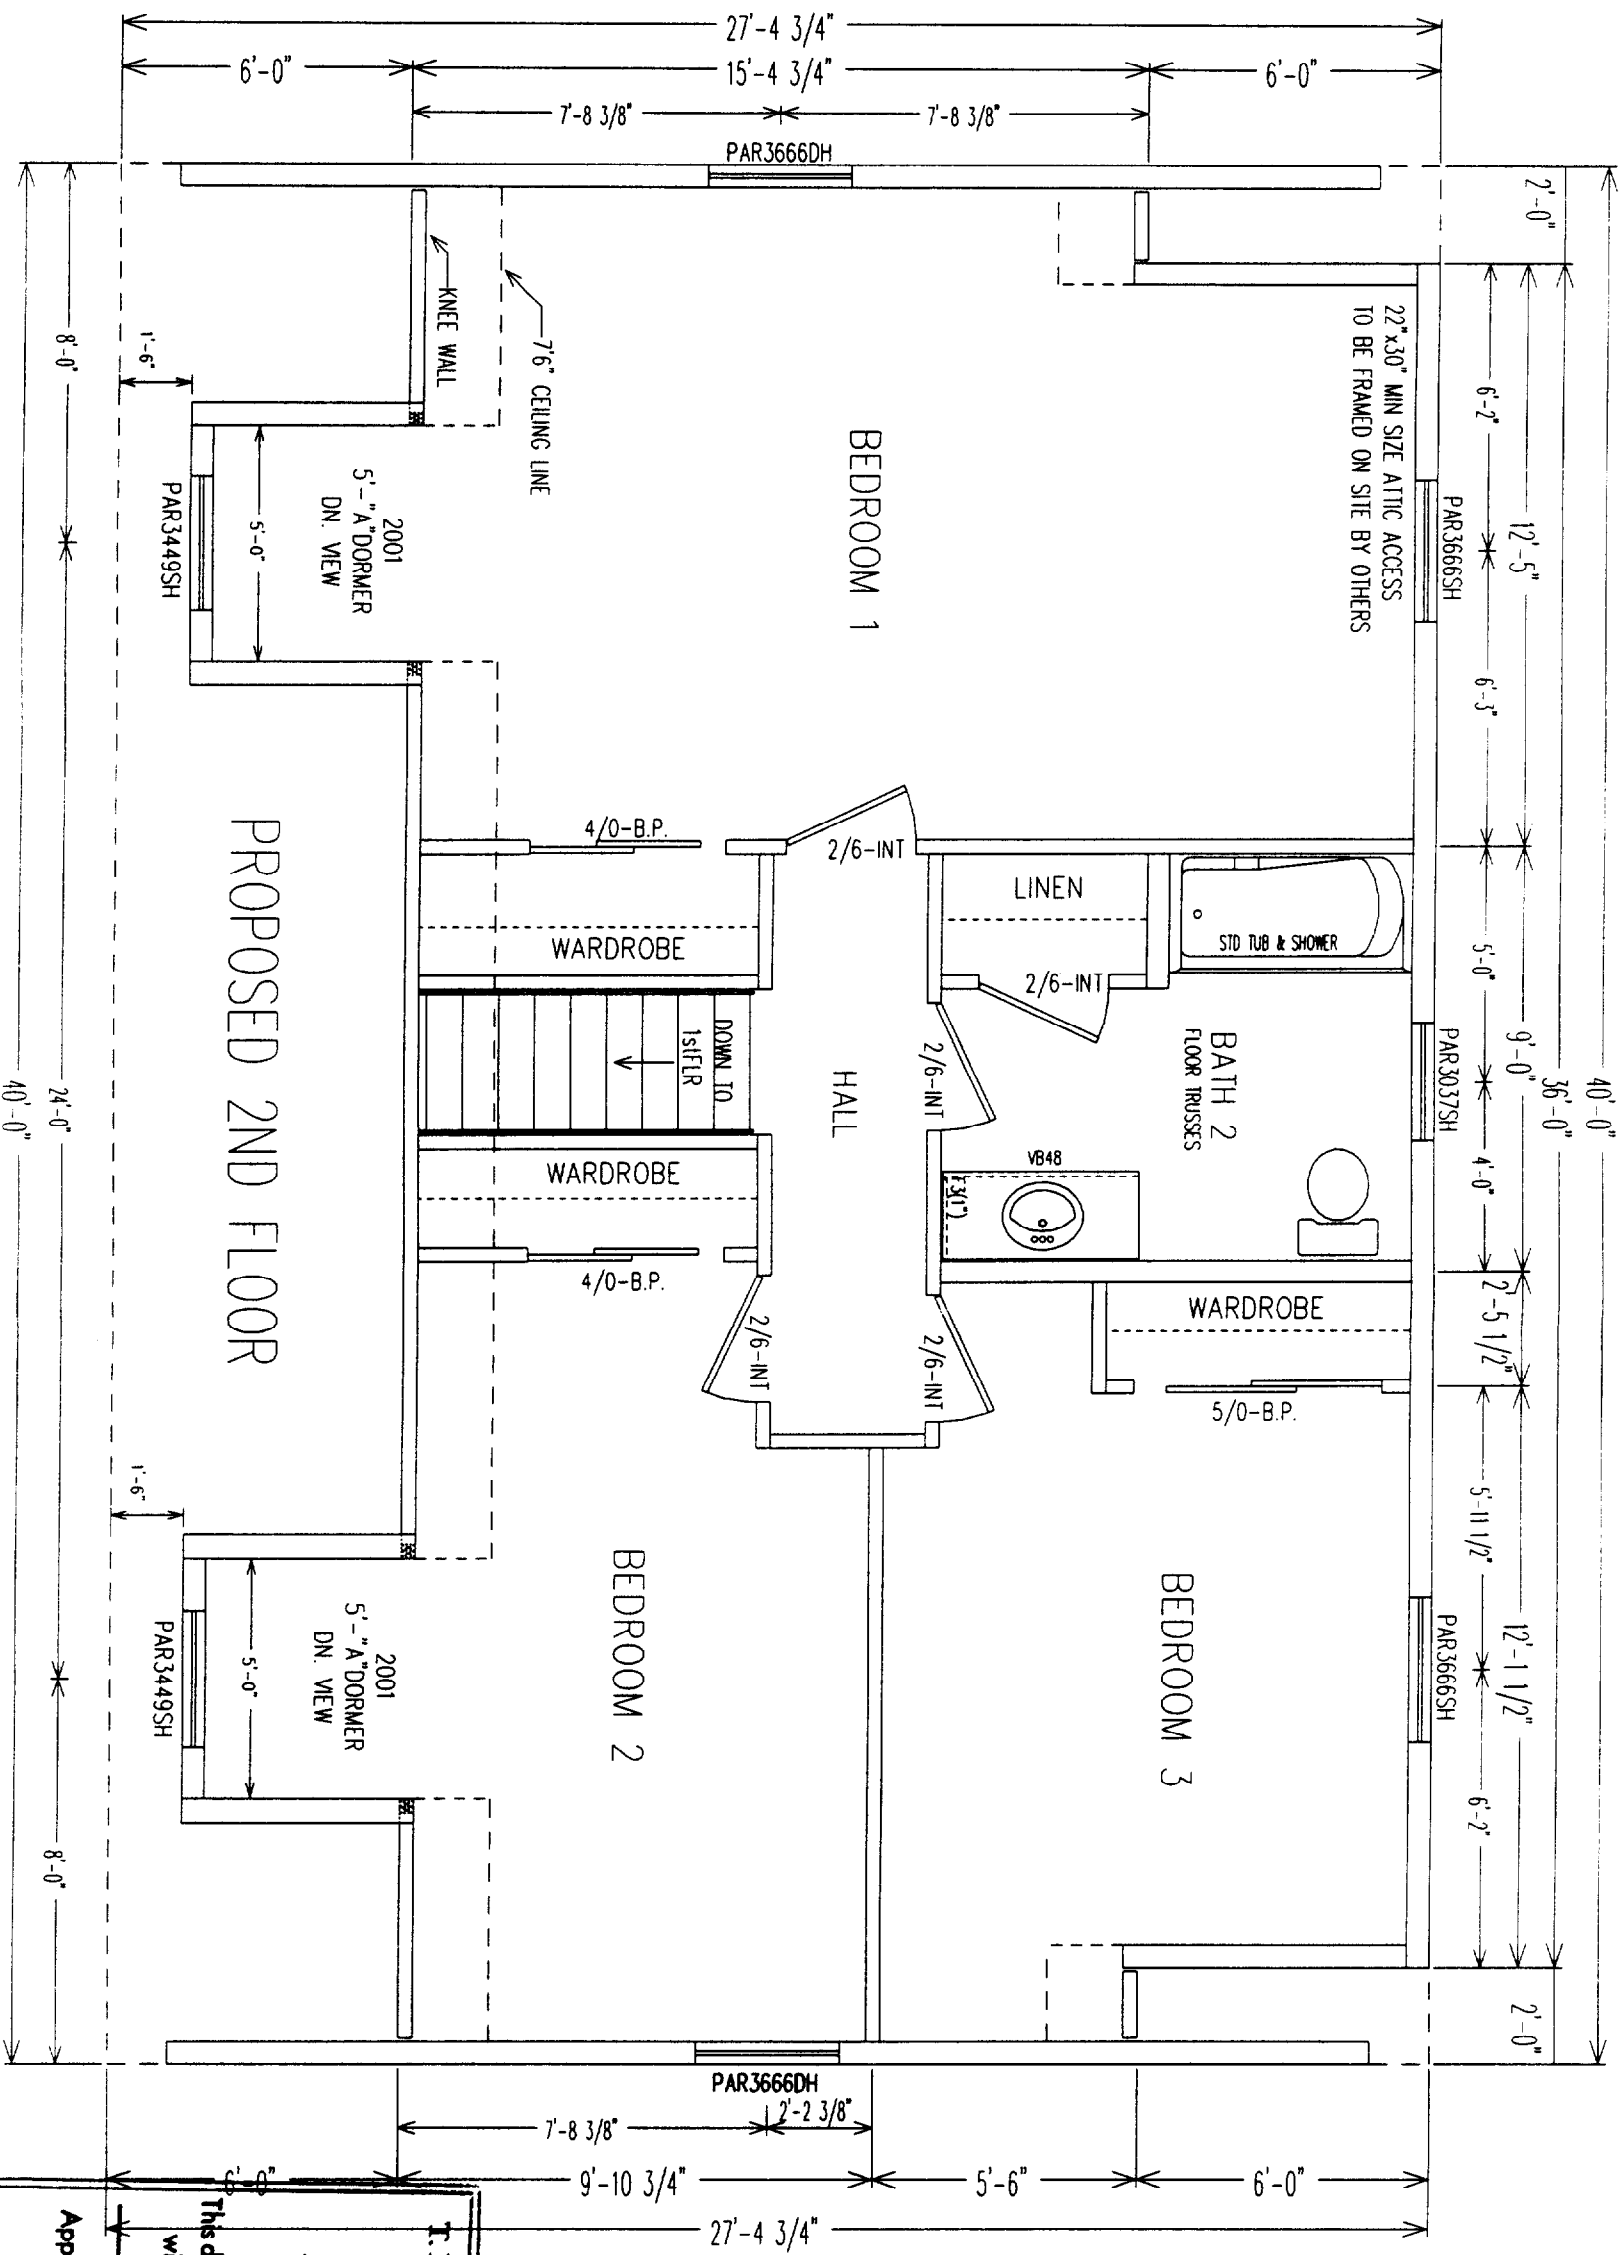 27'-4 3/4"
6'-0"
15'-4 3/4"
6'-0"
7'-8 3/8"
7'-8 3/8"
PAR3666DH
40'-0"
36'-0"
2'-0"
12'-5"
9'-0"
2'-5 1/2"
12'-1 1/2"
2'-0"
6'-2"
6'-3"
5'-0"
4'-0"
5'-11 1/2"
6'-2"
PAR3666SH
PAR3037SH
PAR3666SH
22"x30" MIN SIZE ATTIC ACCESS
TO BE FRAMED ON SITE BY OTHERS
BEDROOM 1
7'6" CEILING LINE
KNEE WALL
2001
5'-"A"DORMER
DN. VIEW
5'-0"
PAR3449SH
1'-6"
4/0-B.P.
2/6-INT
WARDROBE
LINEN
2/6-INT
STD TUB & SHOWER
BATH 2
FLOOR TRUSSES
2/6-INT
HALL
DOWN TO
1stFLR
VB48
F3(1")
WARDROBE
4/0-B.P.
2/6-INT
2/6-INT
WARDROBE
5/0-B.P.
BEDROOM 2
BEDROOM 3
2001
5'-"A"DORMER
DN. VIEW
5'-0"
PAR3449SH
1'-6"
PROPOSED 2ND FLOOR
8'-0"
24'-0"
8'-0"
40'-0"
PAR3666DH
7'-8 3/8"
2'-2 3/8"
6'-0"
9'-10 3/4"
5'-6"
6'-0"
27'-4 3/4"